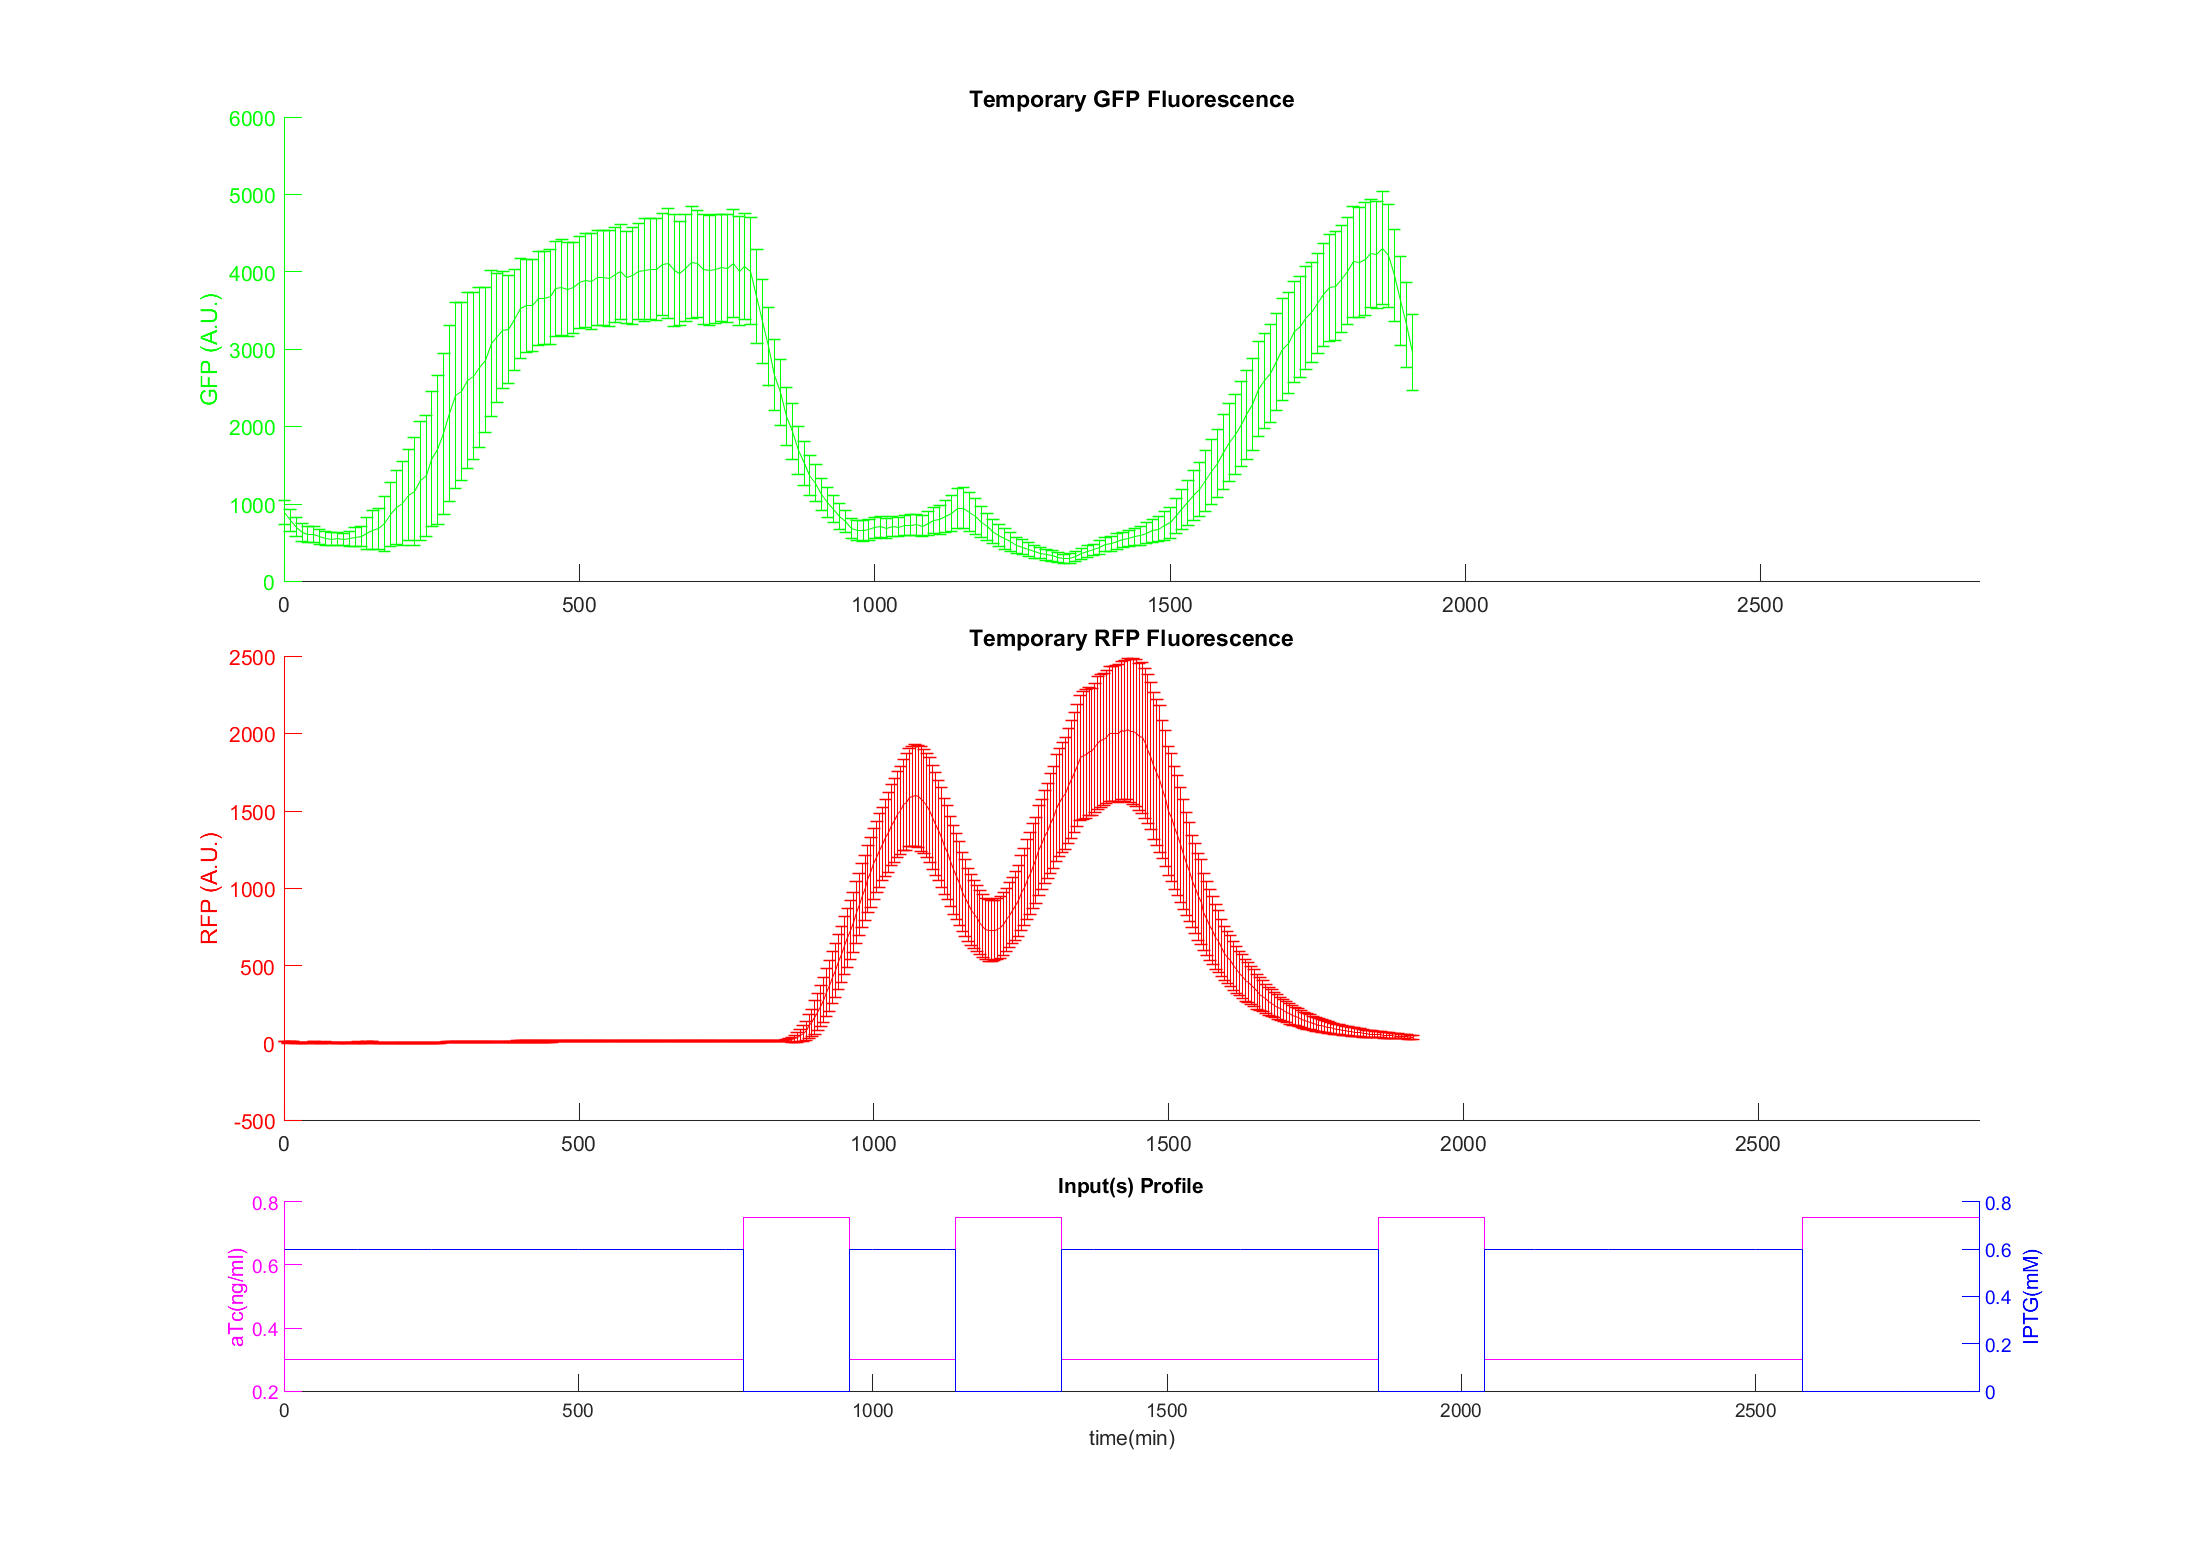 Temporary GFP Fluorescence
6000
5000
4000
3000
2000
1000
0
GFP (A.U.)
0 500 1000 1500 2000 2500
Temporary RFP Fluorescence
2500
2000
1500
1000
500
0
-500
RFP (A.U.)
0 500 1000 1500 2000 2500
Input(s) Profile
0.8
0.6
0.4
0.2
aTc(ng/ml)
0.8
0.6
0.4
0.2
0
IPTG(mM)
0 500 1000 1500 2000 2500
time(min)